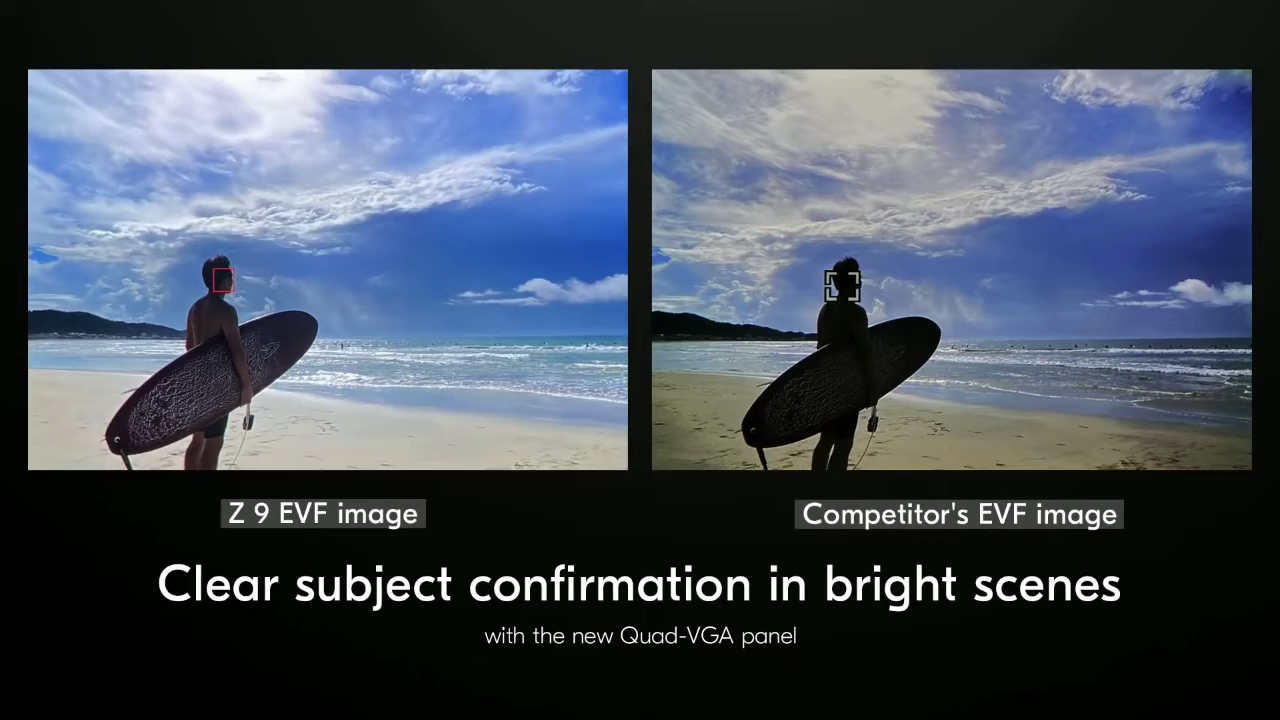 Z 9 EVF image
Competitor's EVF image
Clear subject confirmation in bright scenes
with the new Quad-VGA panel